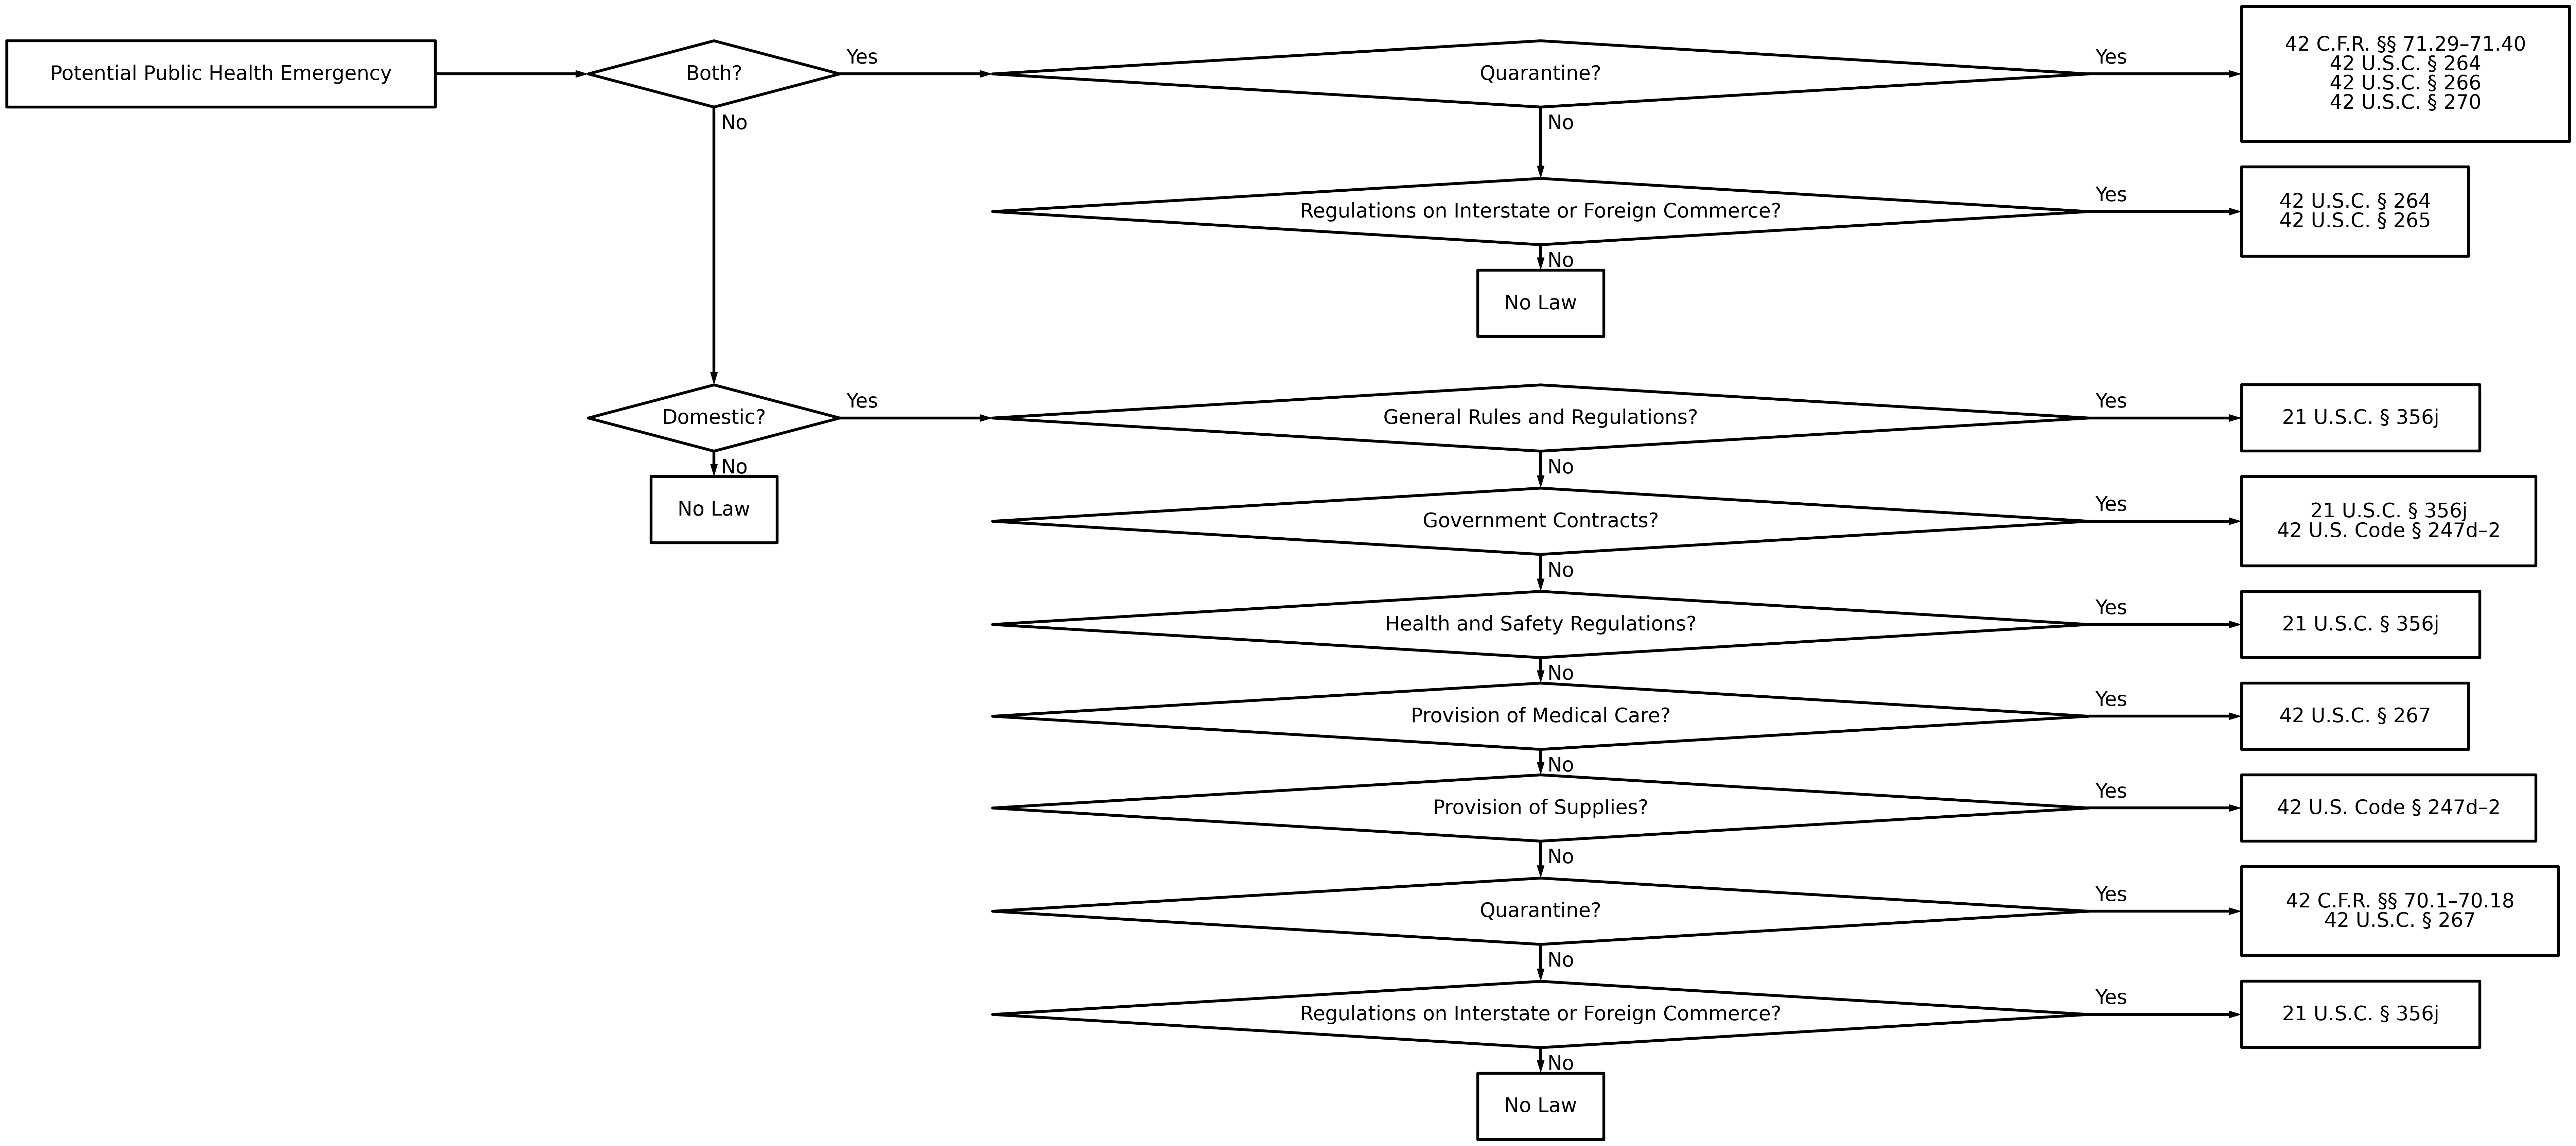 Potential Public Health Emergency
Both?
Yes
Quarantine?
Yes
42 C.F.R. §§ 71.29–71.40
42 U.S.C. § 264
42 U.S.C. § 266
42 U.S.C. § 270
No
No
Regulations on Interstate or Foreign Commerce?
Yes
42 U.S.C. § 264
42 U.S.C. § 265
No
No Law
Domestic?
Yes
General Rules and Regulations?
Yes
21 U.S.C. § 356j
No
No Law
No
Government Contracts?
Yes
21 U.S.C. § 356j
42 U.S. Code § 247d–2
No
Health and Safety Regulations?
Yes
21 U.S.C. § 356j
No
Provision of Medical Care?
Yes
42 U.S.C. § 267
No
Provision of Supplies?
Yes
42 U.S. Code § 247d–2
No
Quarantine?
Yes
42 C.F.R. §§ 70.1–70.18
42 U.S.C. § 267
No
Regulations on Interstate or Foreign Commerce?
Yes
21 U.S.C. § 356j
No
No Law